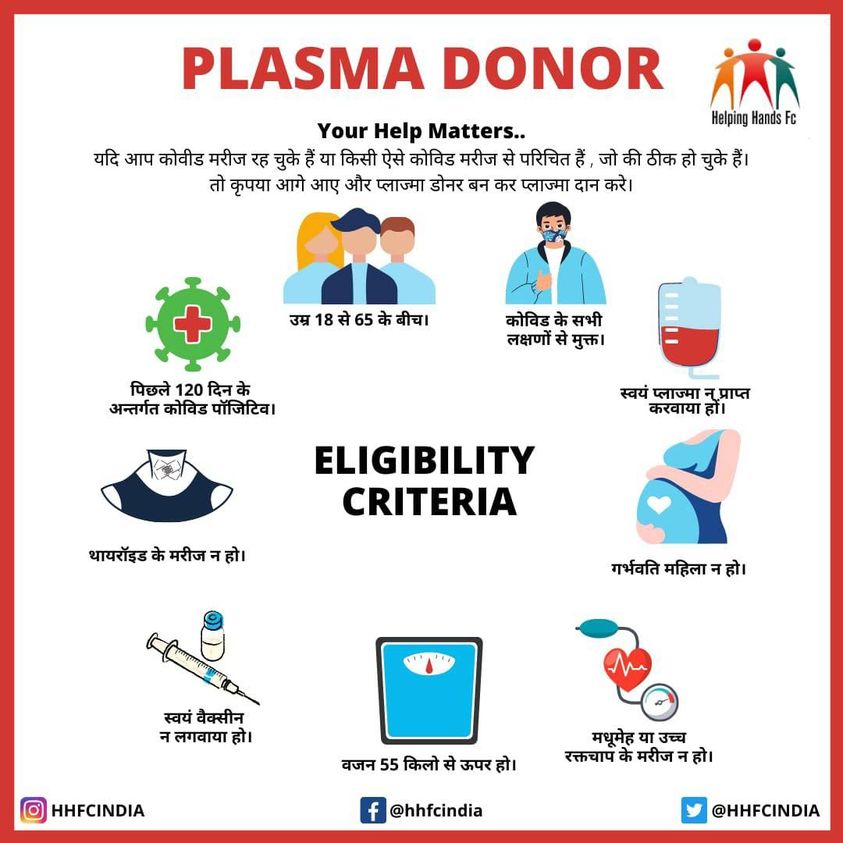 PLASMA DONOR
Helping Hands Fc
Your Help Matters..
यदि आप कोवीड मरीज रह चुके हैं या किसी ऐसे कोविड मरीज से परिचित हैं , जो की ठीक हो चुके हैं।
तो कृपया आगे आए और प्लाज्मा डोनर बन कर प्लाज्मा दान करे।
उम्र 18 से 65 के बीच।
कोविड के सभी
लक्षणों से मुक्त।
पिछले 120 दिन के
अन्तर्गत कोविड पॉजिटिव।
स्वयं प्लाज्मा न् प्राप्त
करवाया हों।
ELIGIBILITY
CRITERIA
थायरॉइड के मरीज न हो।
गर्भवति महिला न हो।
स्वयं वैक्सीन
न लगवाया हो।
वजन 55 किलो से ऊपर हो।
मधूमेह या उच्च
रक्तचाप के मरीज न हो।
HHFCINDIA
@hhfcindia
@HHFCINDIA